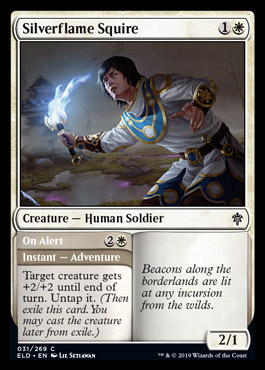 Silverflame Squire 1
Creature — Human Soldier
On Alert 2
Instant — Adventure
Target creature gets
+2/+2 until end of
turn. Untap it. (Then
exile this card. You
may cast the creature
later from exile.)
Beacons along the
borderlands are lit
at any incursion
from the wilds.
2/1
031/269 C
ELD • EN Lee Setiawan
™ & © 2019 Wizards of the Coast